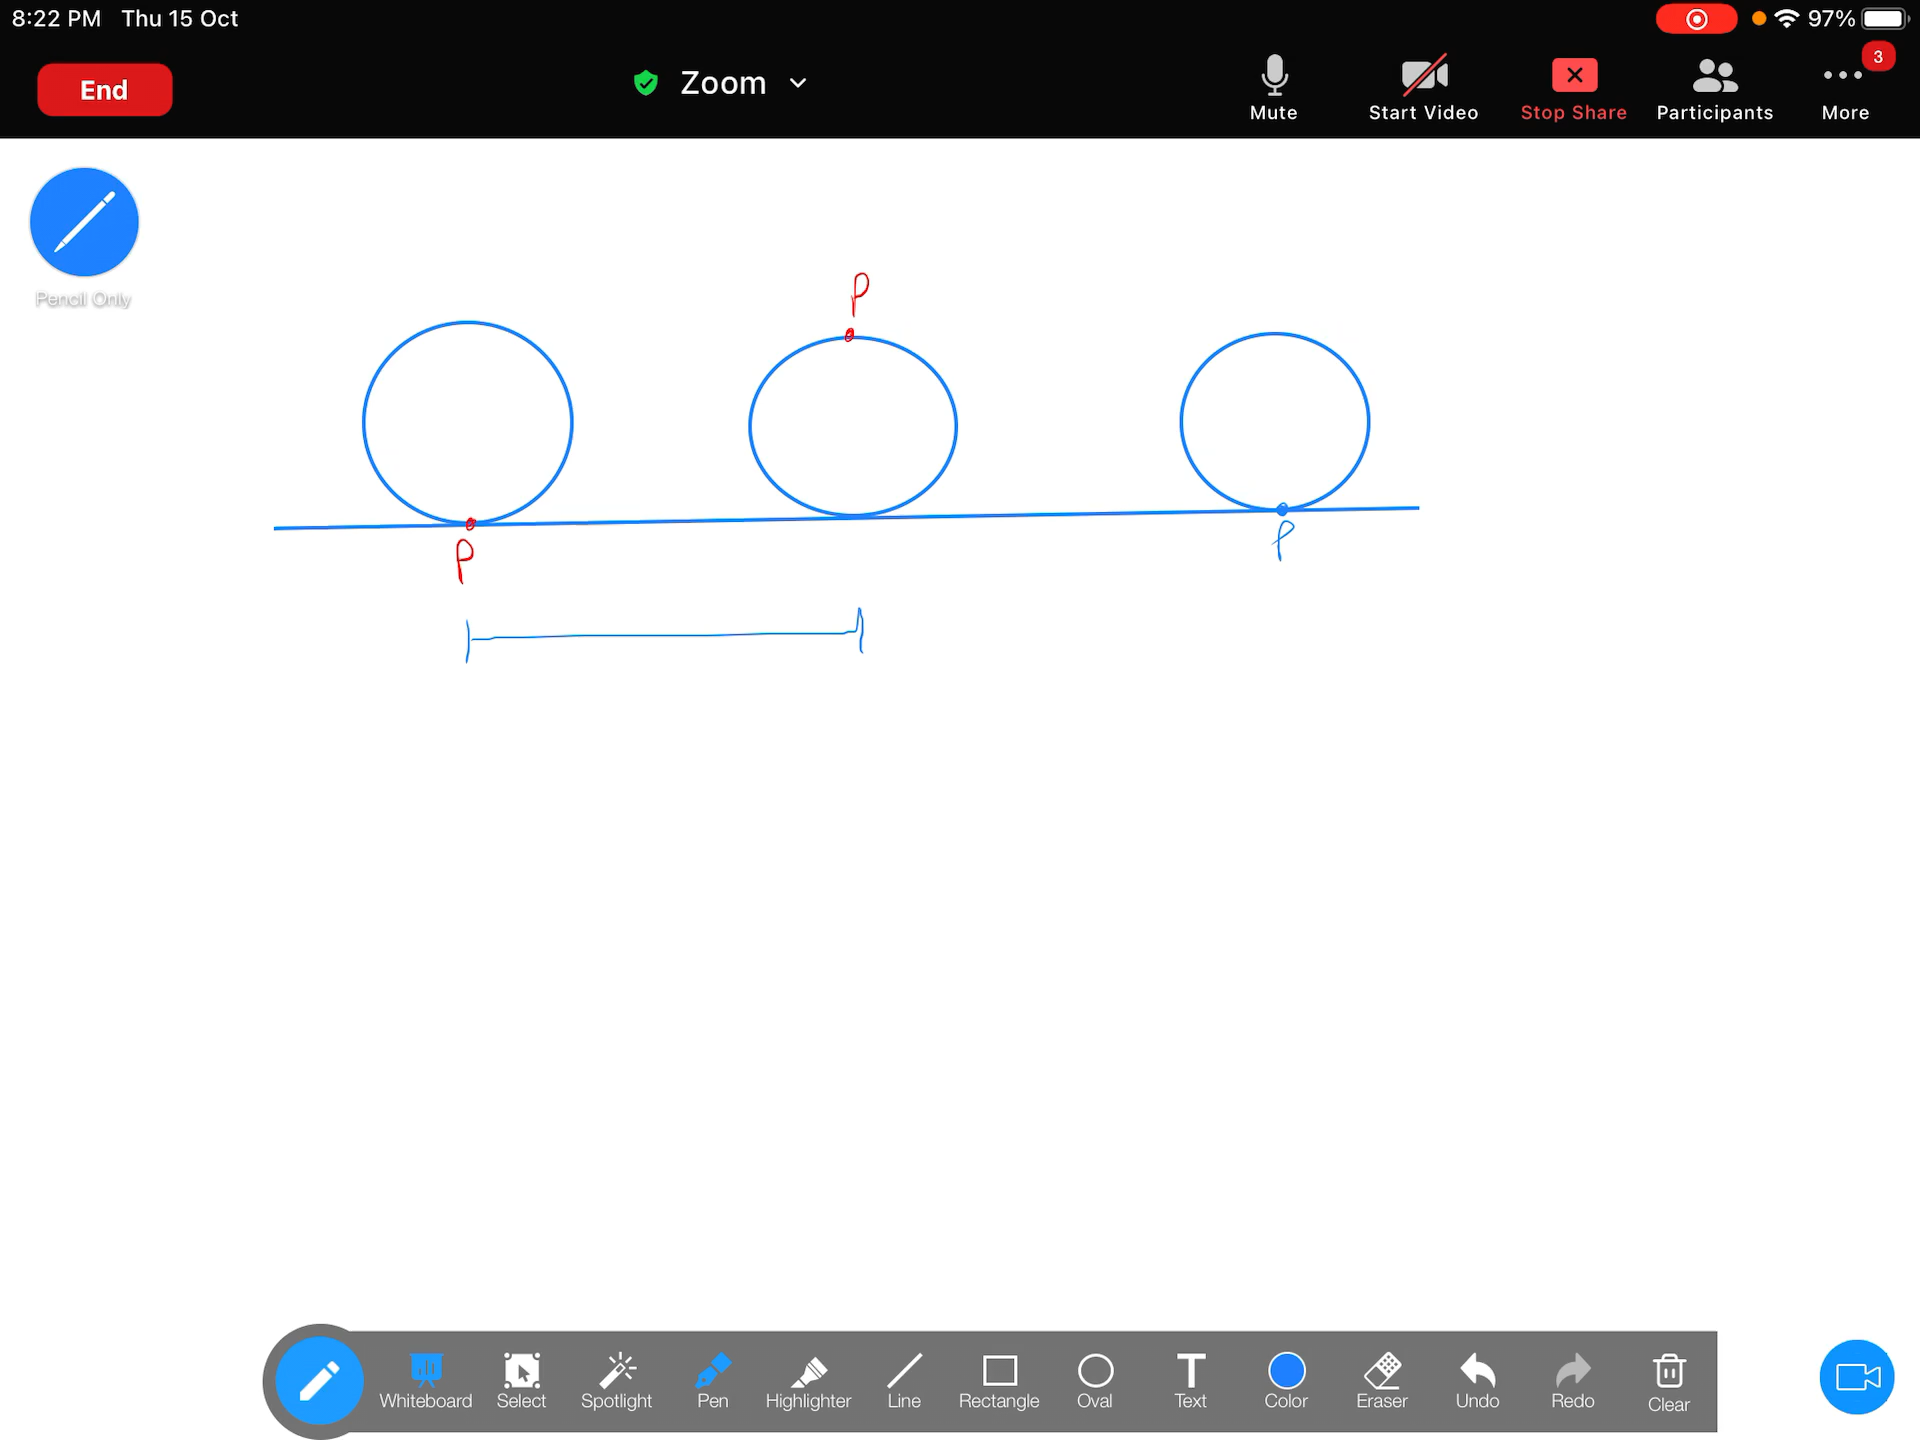 8:22 PM Thu 15 Oct 97%
End Zoom Mute Start Video Stop Share Participants More 3
Pencil Only
P
P
P
Whiteboard Select Spotlight Pen Highlighter Line Rectangle Oval Text Color Eraser Undo Redo Clear